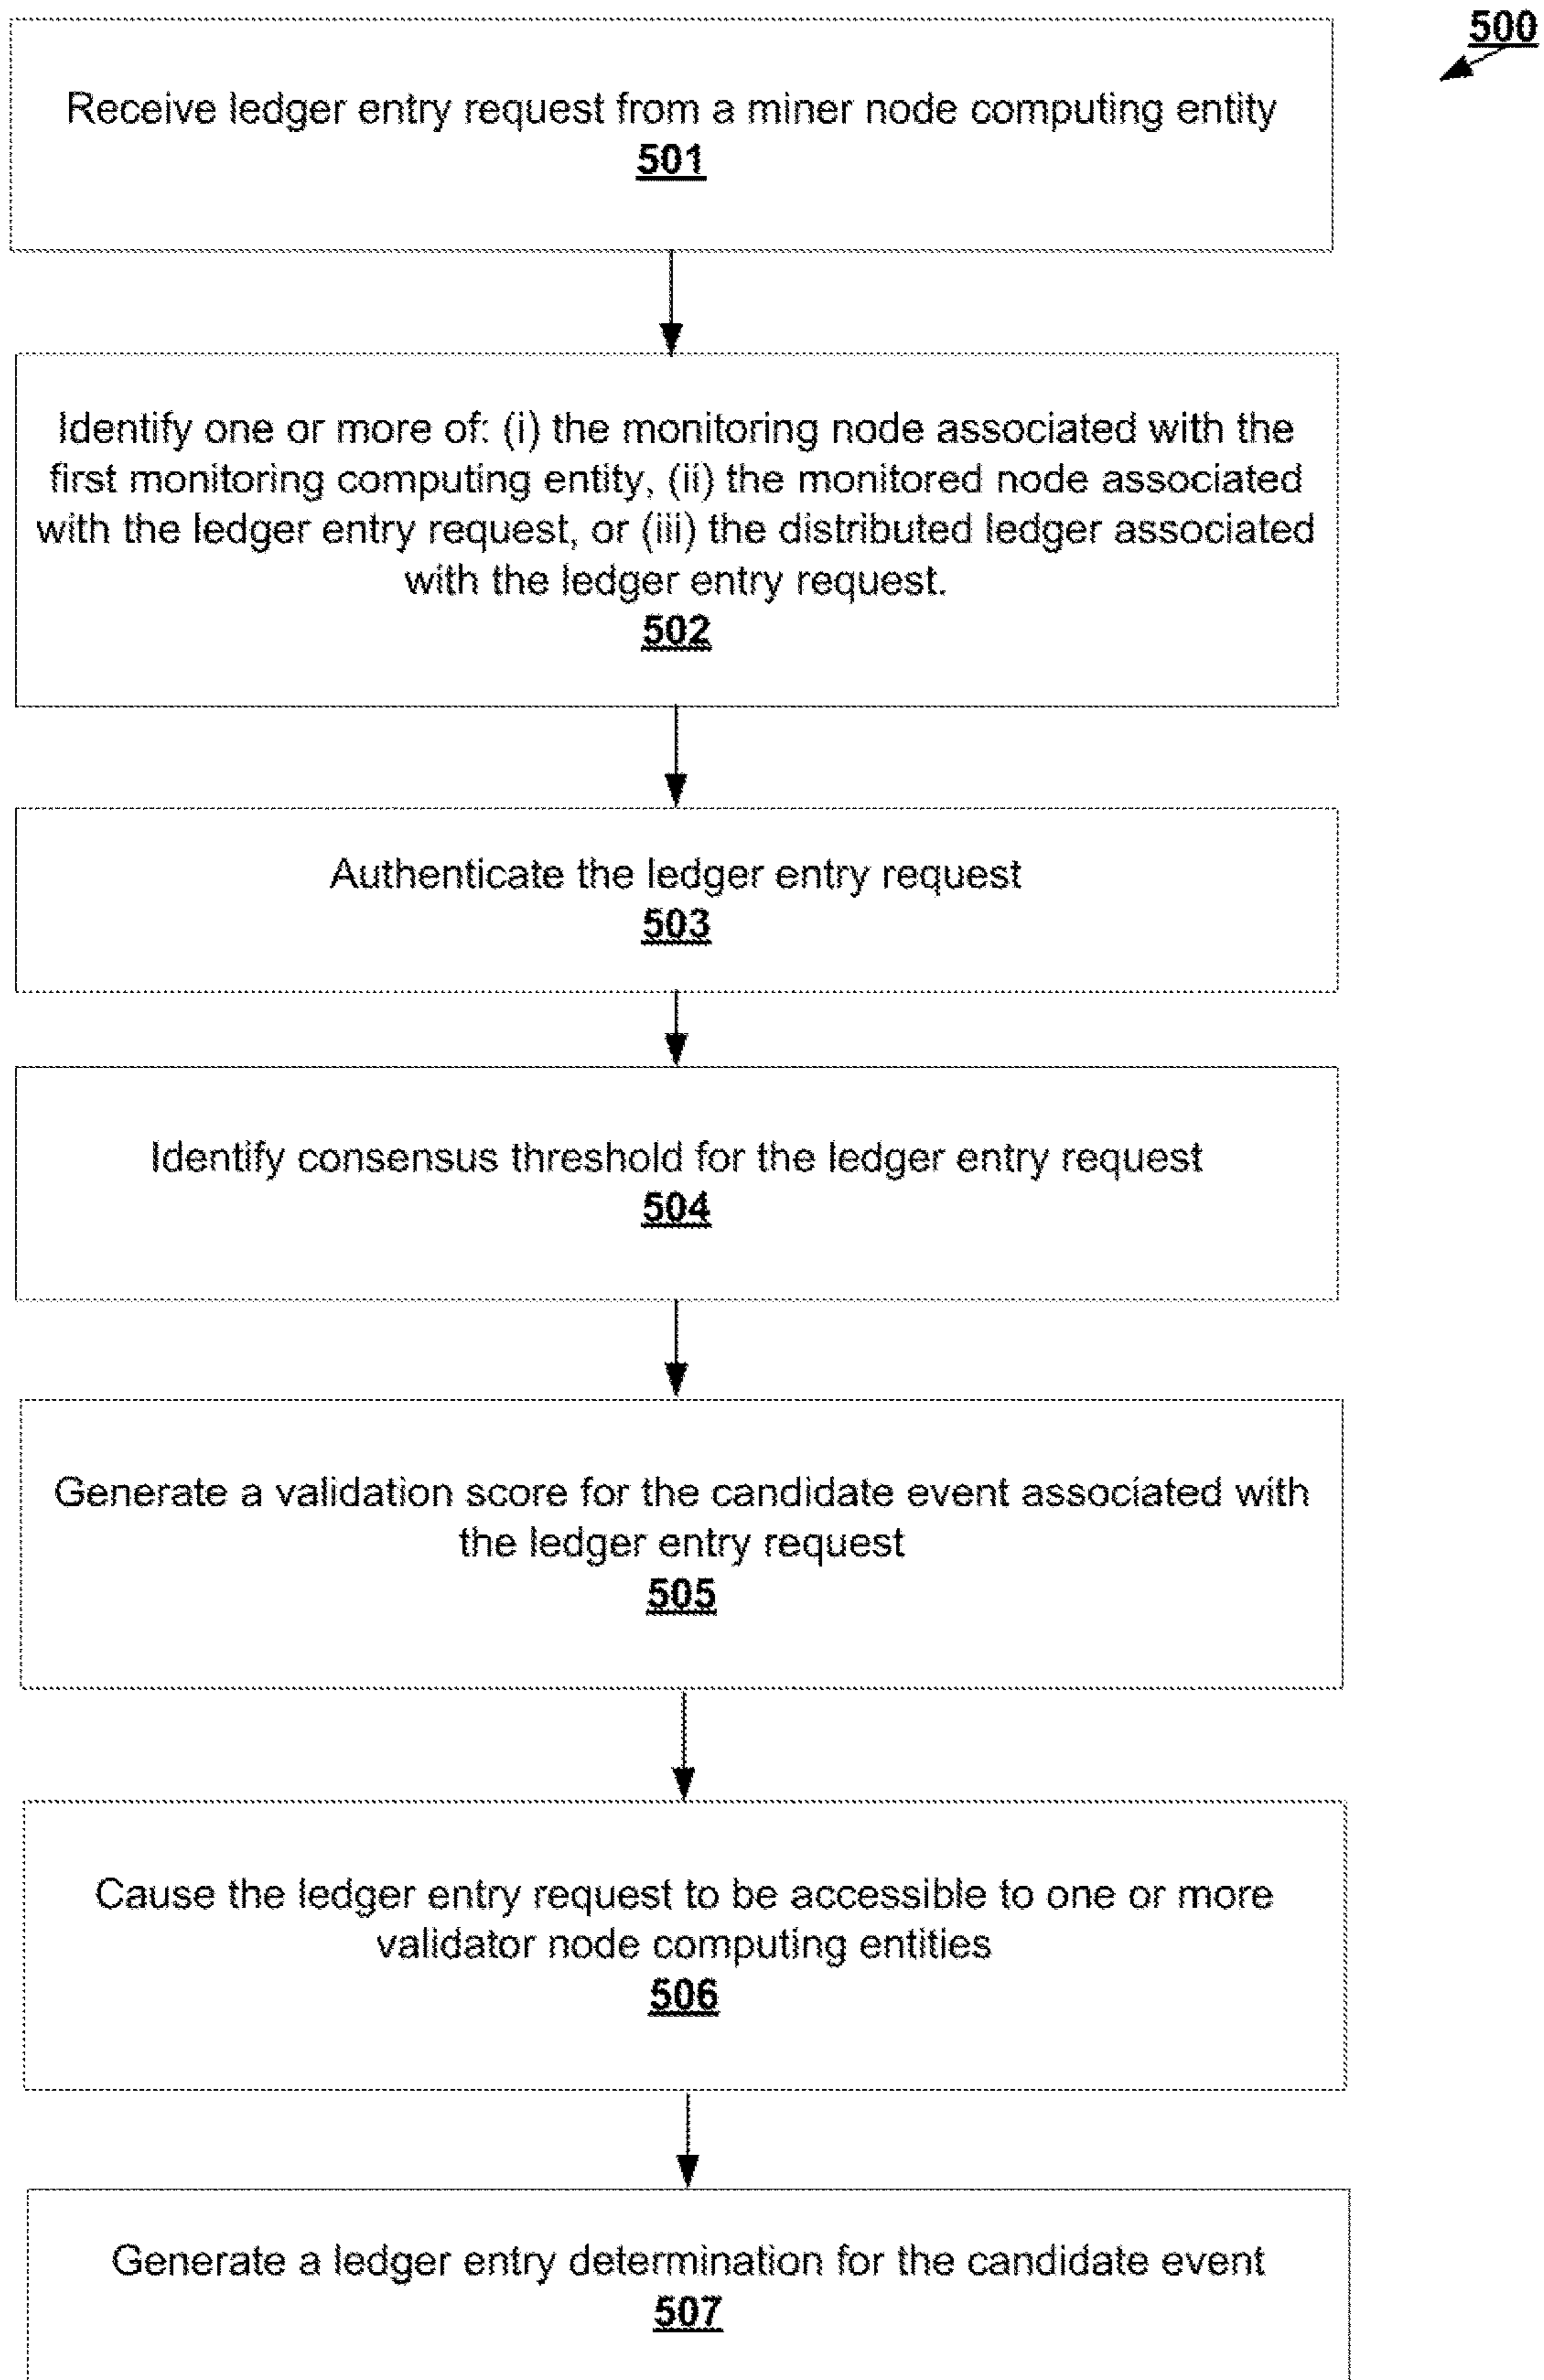 500
Receive ledger entry request from a miner node computing entity
501
Identify one or more of: (i) the monitoring node associated with the
first monitoring computing entity, (ii) the monitored node associated
with the ledger entry request, or (iii) the distributed ledger associated
with the ledger entry request.
502
Authenticate the ledger entry request
503
Identify consensus threshold for the ledger entry request
504
Generate a validation score for the candidate event associated with
the ledger entry request
505
Cause the ledger entry request to be accessible to one or more
validator node computing entities
506
Generate a ledger entry determination for the candidate event
507